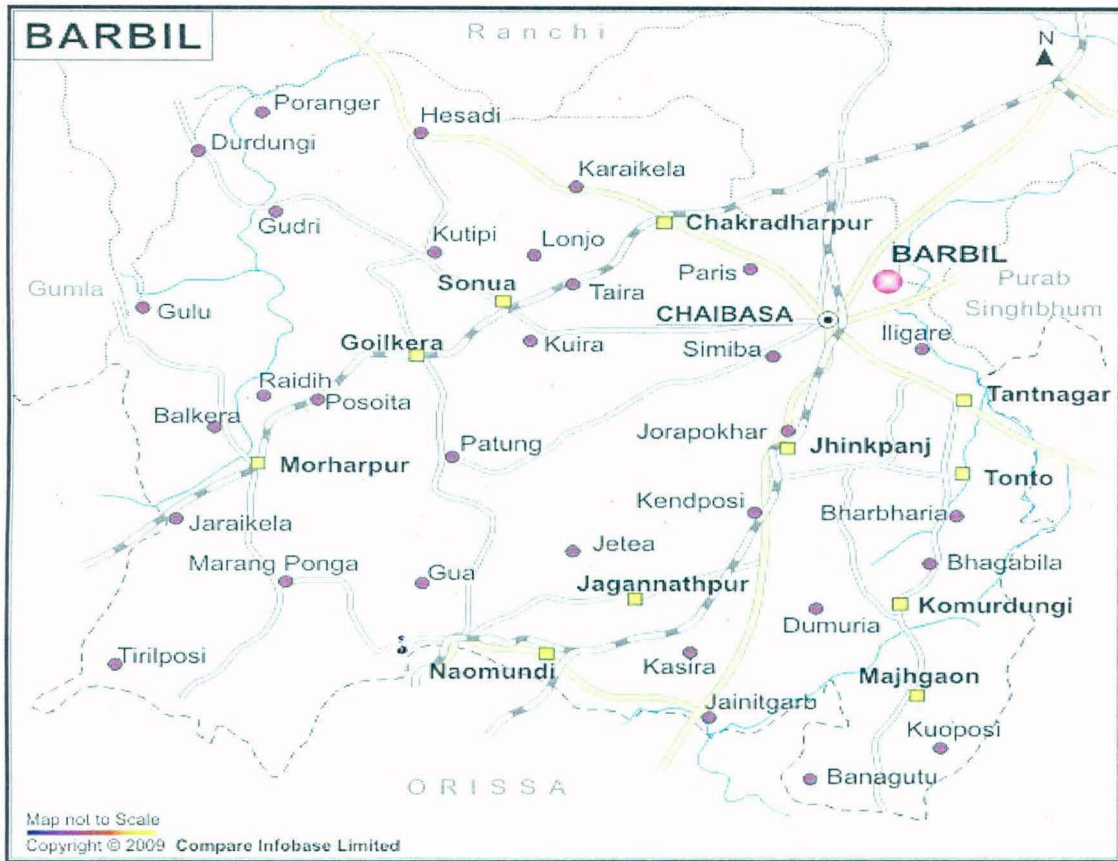 BARBIL
Ranchi
N
Poranger
Hesadi
Durdungi
Karaikela
Gudri
Chakradharpur
Kutipi
Lonjo
BARBIL
Paris
Purab
Singhbhum
Gumla
Sonua
Taira
Gulu
CHAIBASA
Goilkera
Kuira
Simiba
Iligare
Raidih
Posoita
Tantnagar
Balkera
Patung
Jorapokhar
Jhinkpanj
Morharpur
Tonto
Kendposi
Bharbharia
Jaraikela
Jetea
Marang Ponga
Gua
Bhagabila
Jagannathpur
Komurdungi
Dumuria
Tirilposi
Naomundi
Kasira
Majhgaon
Jainitgarb
Kuoposi
Banagutu
ORISSA
Map not to Scale
Copyright © 2009 Compare Infobase Limited